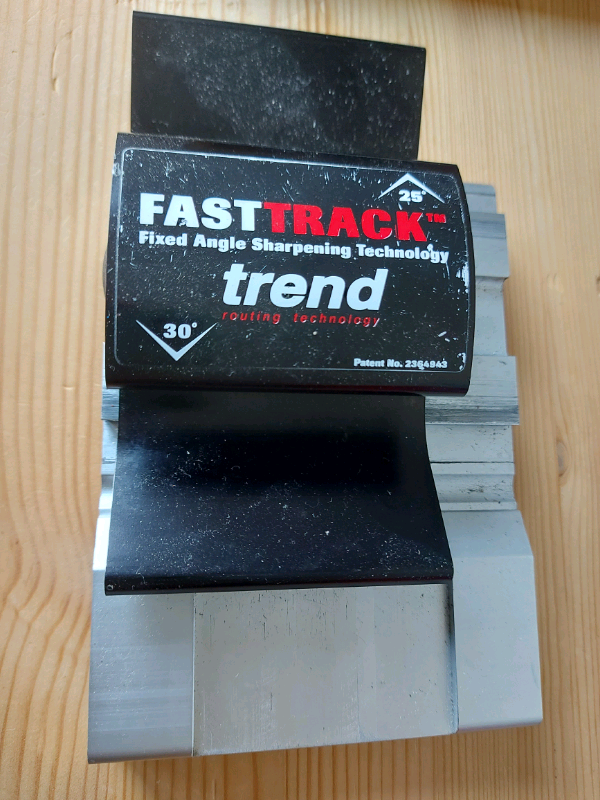 25°
FASTTRACK™
Fixed Angle Sharpening Technology
trend
routing technology
30°
Patent No. 2364943